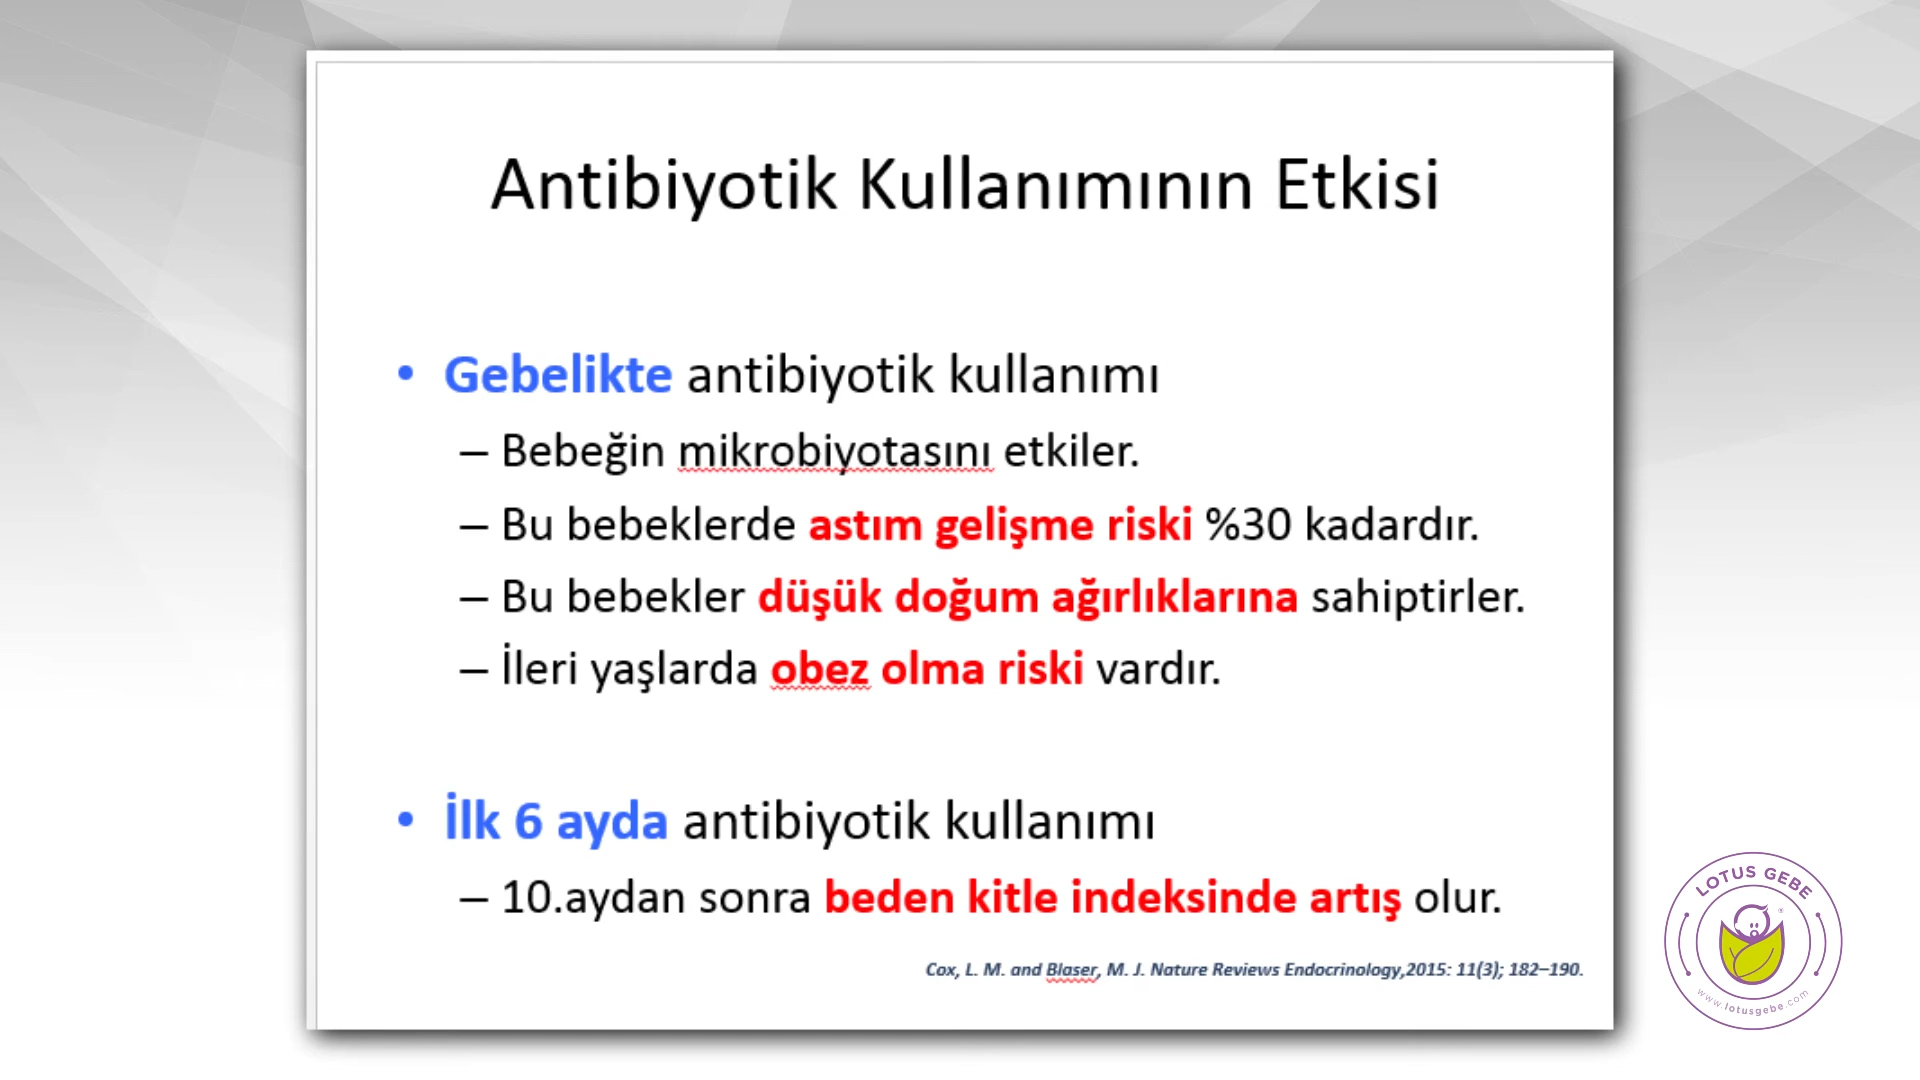 Antibiyotik Kullanımının Etkisi
• Gebelikte antibiyotik kullanımı
– Bebeğin mikrobiyotasını etkiler.
– Bu bebeklerde astım gelişme riski %30 kadardır.
– Bu bebekler düşük doğum ağırlıklarına sahiptirler.
– İleri yaşlarda obez olma riski vardır.
• İlk 6 ayda antibiyotik kullanımı
– 10.aydan sonra beden kitle indeksinde artış olur.
Cox, L. M. and Blaser, M. J. Nature Reviews Endocrinology,2015: 11(3); 182–190.
LOTUS GEBE
®
www.lotusgebe.com